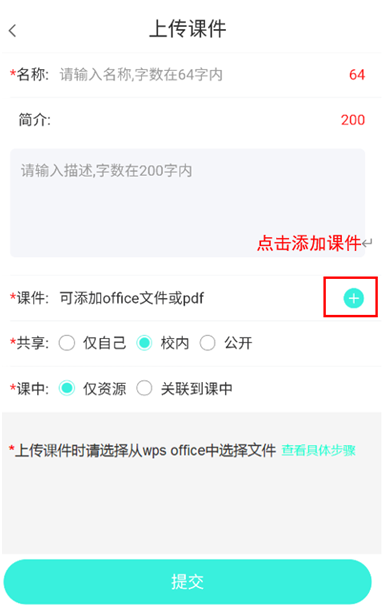 上传课件
*名称: 请输入名称,字数在64字内 64
简介: 200
请输入描述,字数在200字内
点击添加课件↵
*课件: 可添加office文件或pdf
*共享: 仅自己 校内 公开
*课中: 仅资源 关联到课中
*上传课件时请选择从wps office中选择文件 查看具体步骤
提交